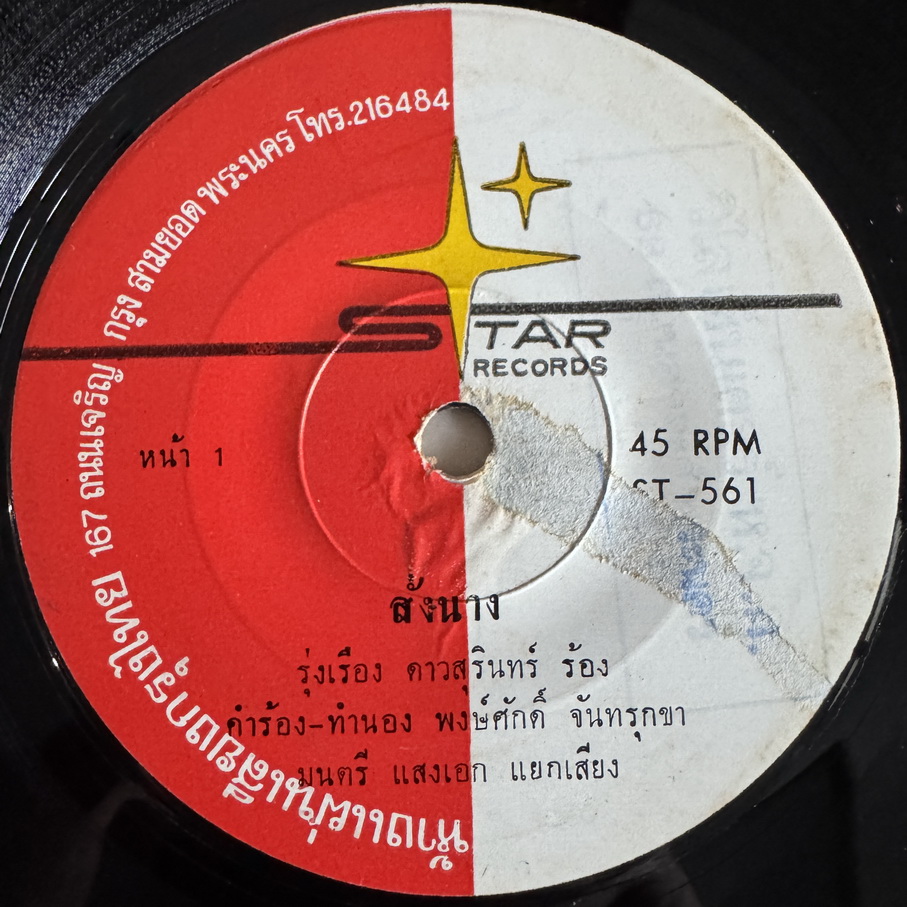 ห้างแผ่นเสียงกรุงไทย 167 ถนนเจริญ กรุง สามยอด พระนคร โทร.216484
STAR
RECORDS
หน้า 1
45 RPM
ST-561
สั่งนาง
รุ่งเรือง ดาวสุรินทร์ ร้อง
คำร้อง-ทำนอง พงษ์ศักดิ์ จันทรุกขา
มนตรี แสงเอก แยกเสียง